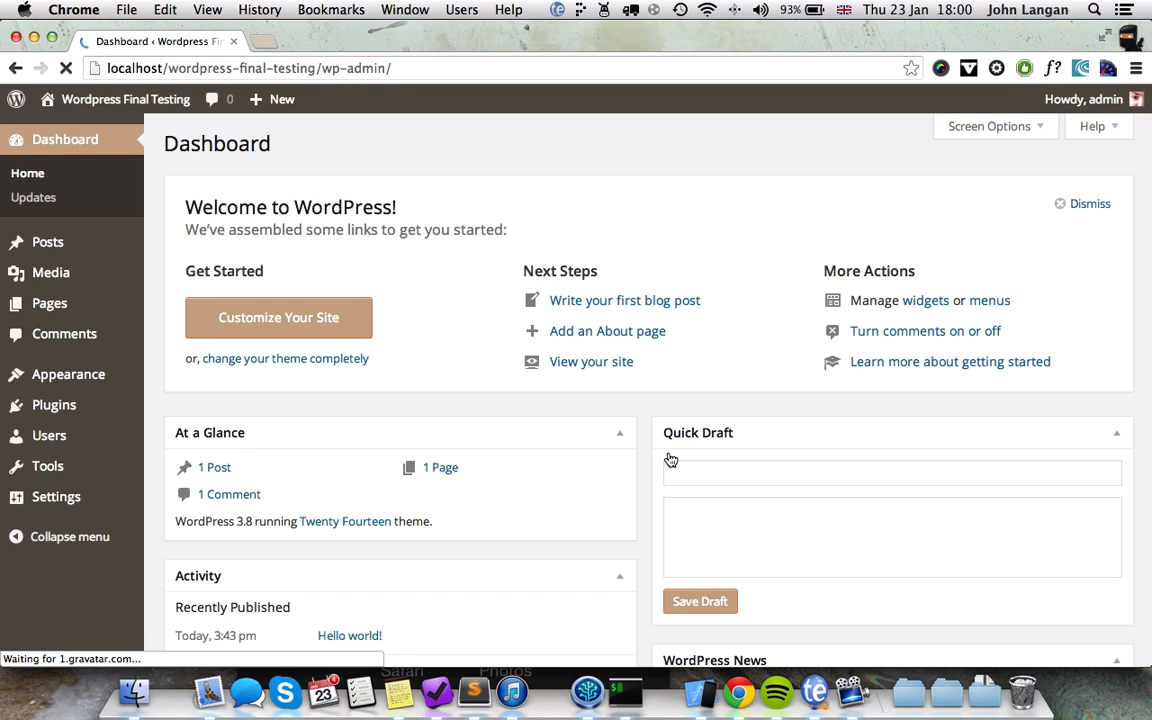 Chrome File Edit View History Bookmarks Window Users Help 93% Thu 23 Jan 18:00 John Langan
Dashboard ‹ Wordpress Fin
localhost/wordpress-final-testing/wp-admin/
f?
Wordpress Final Testing 0 + New Howdy, admin
Dashboard
Home
Updates
Posts
Media
Pages
Comments
Appearance
Plugins
Users
Tools
Settings
Collapse menu
Dashboard
Screen Options Help
Welcome to WordPress!
Dismiss
We've assembled some links to get you started:
Get Started
Customize Your Site
or, change your theme completely
Next Steps
Write your first blog post
Add an About page
View your site
More Actions
Manage widgets or menus
Turn comments on or off
Learn more about getting started
At a Glance
1 Post 1 Page
1 Comment
WordPress 3.8 running Twenty Fourteen theme.
Activity
Recently Published
Today, 3:43 pm Hello world!
Quick Draft
Save Draft
WordPress News
Waiting for 1.gravatar.com...
Safari Photos
23